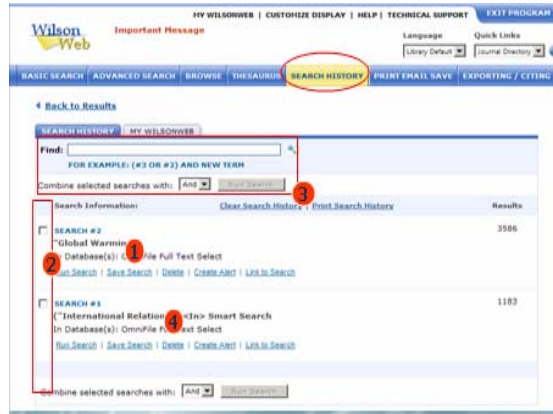 MY WILSONWEB | CUSTOMIZE DISPLAY | HELP | TECHNICAL SUPPORT EXIT PROGRAM
Wilson Web Important Message
Language Quick Links
Library Default Journal Directory
BASIC SEARCH ADVANCED SEARCH BROWSE THESAURUS SEARCH HISTORY PRINT EMAIL SAVE EXPORTING / CITING
Back to Results
SEARCH HISTORY MY WILSONWEB
Find:
FOR EXAMPLE: (#3 OR #2) AND NEW TERM
Combine selected searches with: And Run Search
3
Search Information: Clear Search History | Print Search History Results
SEARCH #2 3586
"Global 1
2 Database(s): Full Text Select
Run Search | Save Search | Delete | Create Alert | Link to Search
SEARCH #1 1183
("International 4 <In> Smart Search
In Database(s): OmniFile Text Select
Run Search | Save Search | Delete | Create Alert | Link to Search
Combine selected searches with: And Run Search